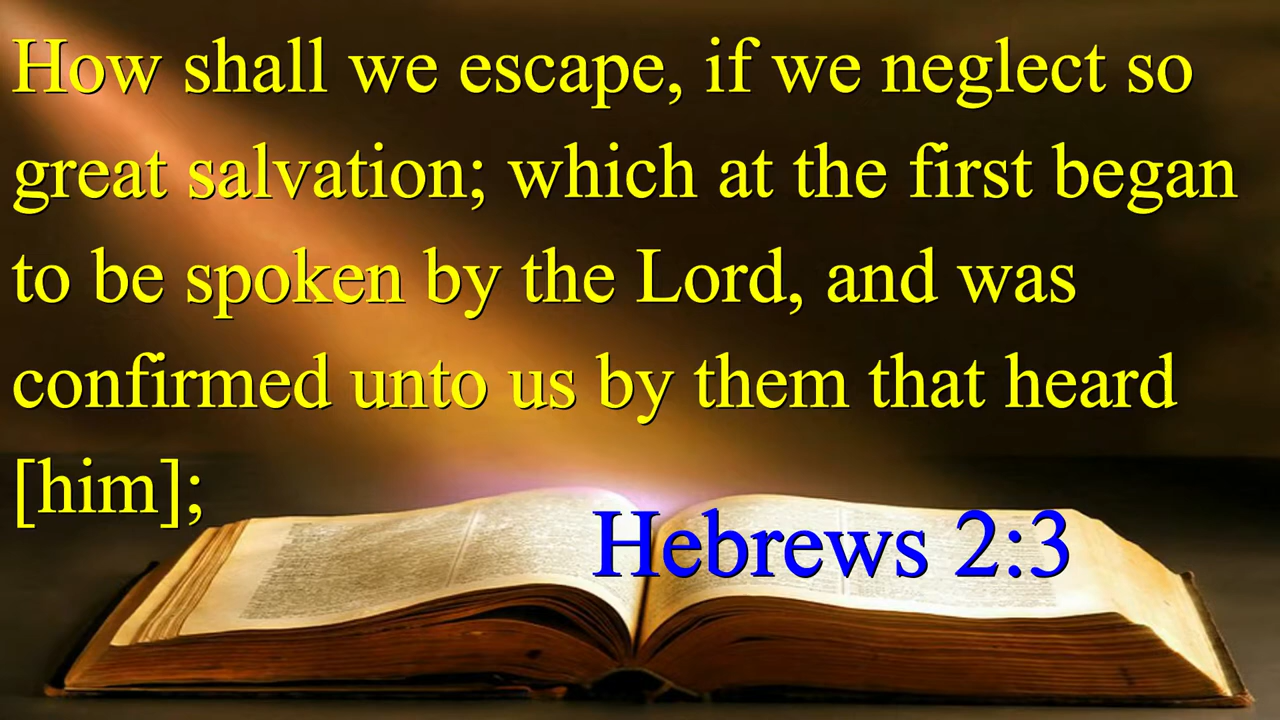 How shall we escape, if we neglect so
great salvation; which at the first began
to be spoken by the Lord, and was
confirmed unto us by them that heard
[him];
Hebrews 2:3